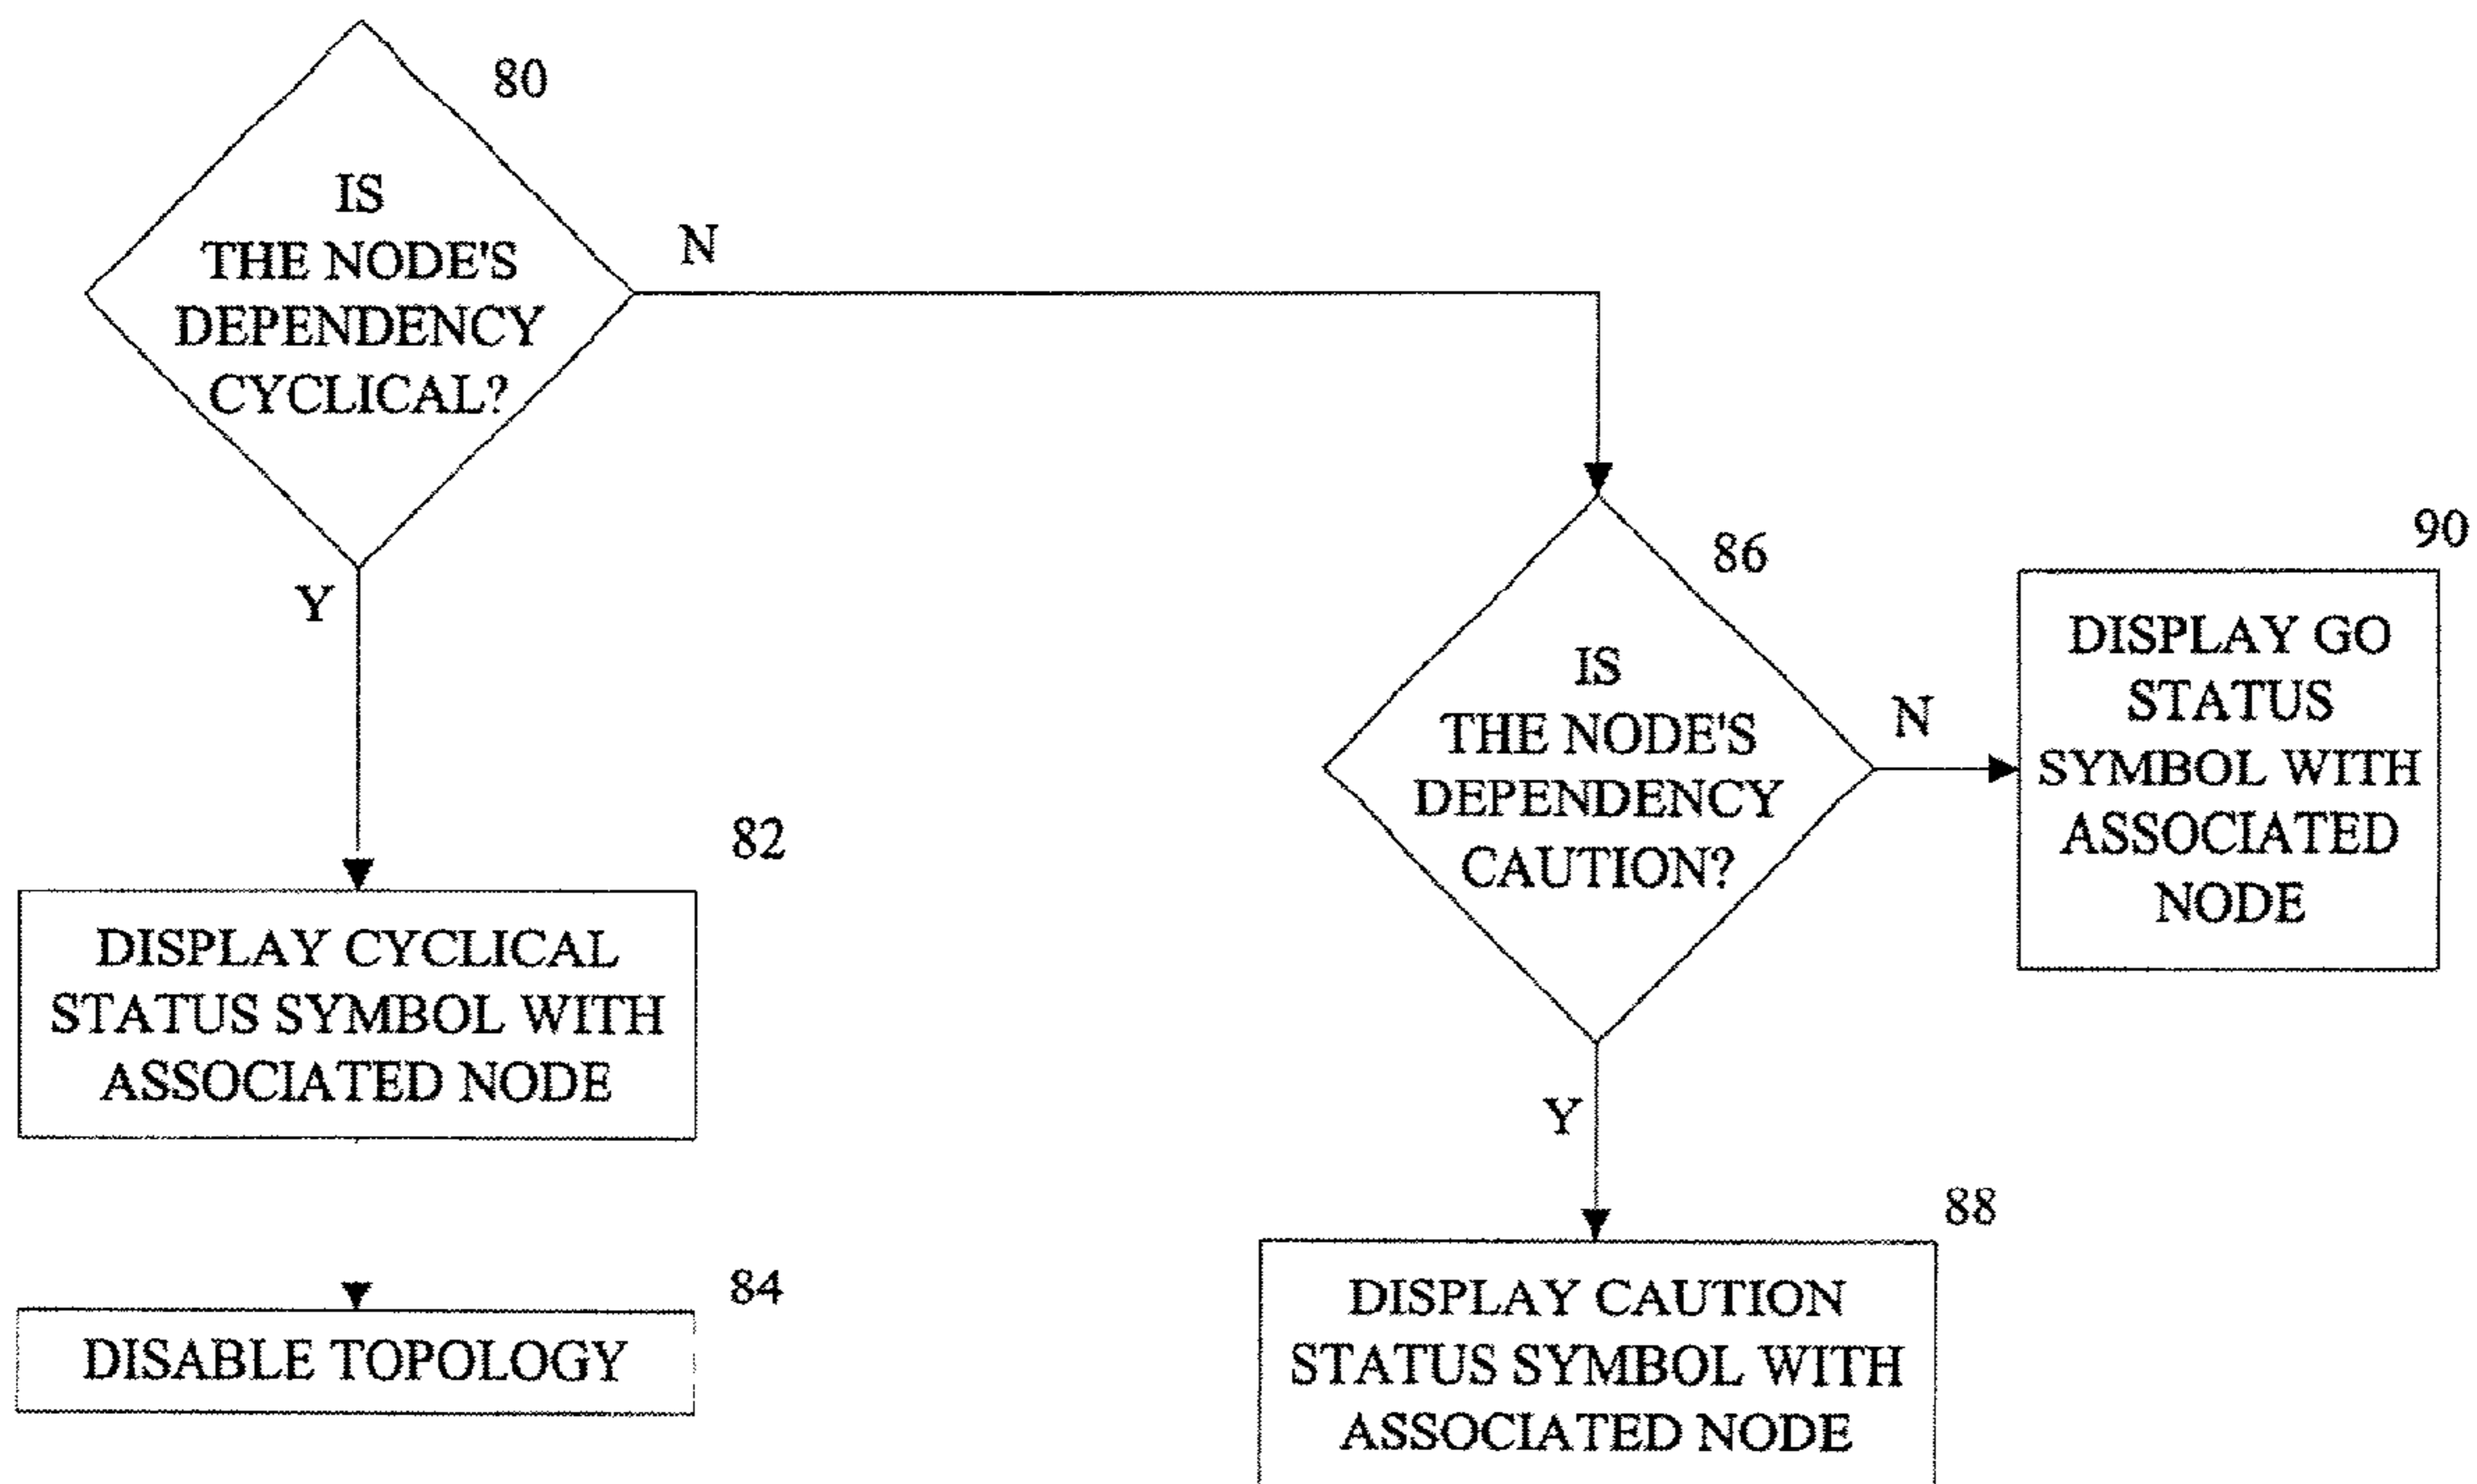 80
IS
THE NODE'S
DEPENDENCY
CYCLICAL?
N
Y
82
DISPLAY CYCLICAL
STATUS SYMBOL WITH
ASSOCIATED NODE
84
DISABLE TOPOLOGY
86
IS
THE NODE'S
DEPENDENCY
CAUTION?
N
Y
90
DISPLAY GO
STATUS
SYMBOL WITH
ASSOCIATED
NODE
88
DISPLAY CAUTION
STATUS SYMBOL WITH
ASSOCIATED NODE